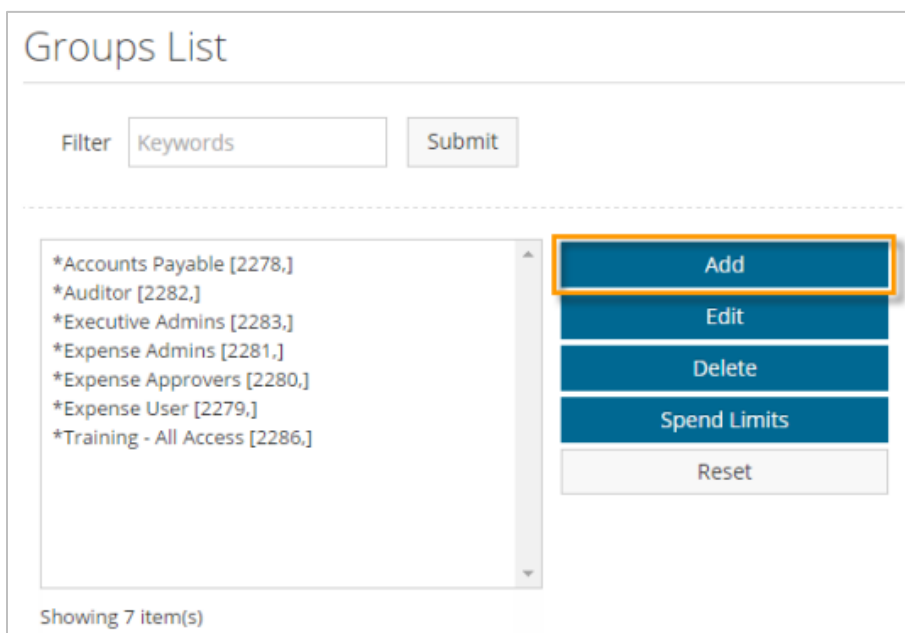 Groups List
Filter Keywords Submit
*Accounts Payable [2278,]
*Auditor [2282,]
*Executive Admins [2283,]
*Expense Admins [2281,]
*Expense Approvers [2280,]
*Expense User [2279,]
*Training - All Access [2286,]
Add
Edit
Delete
Spend Limits
Reset
Showing 7 item(s)